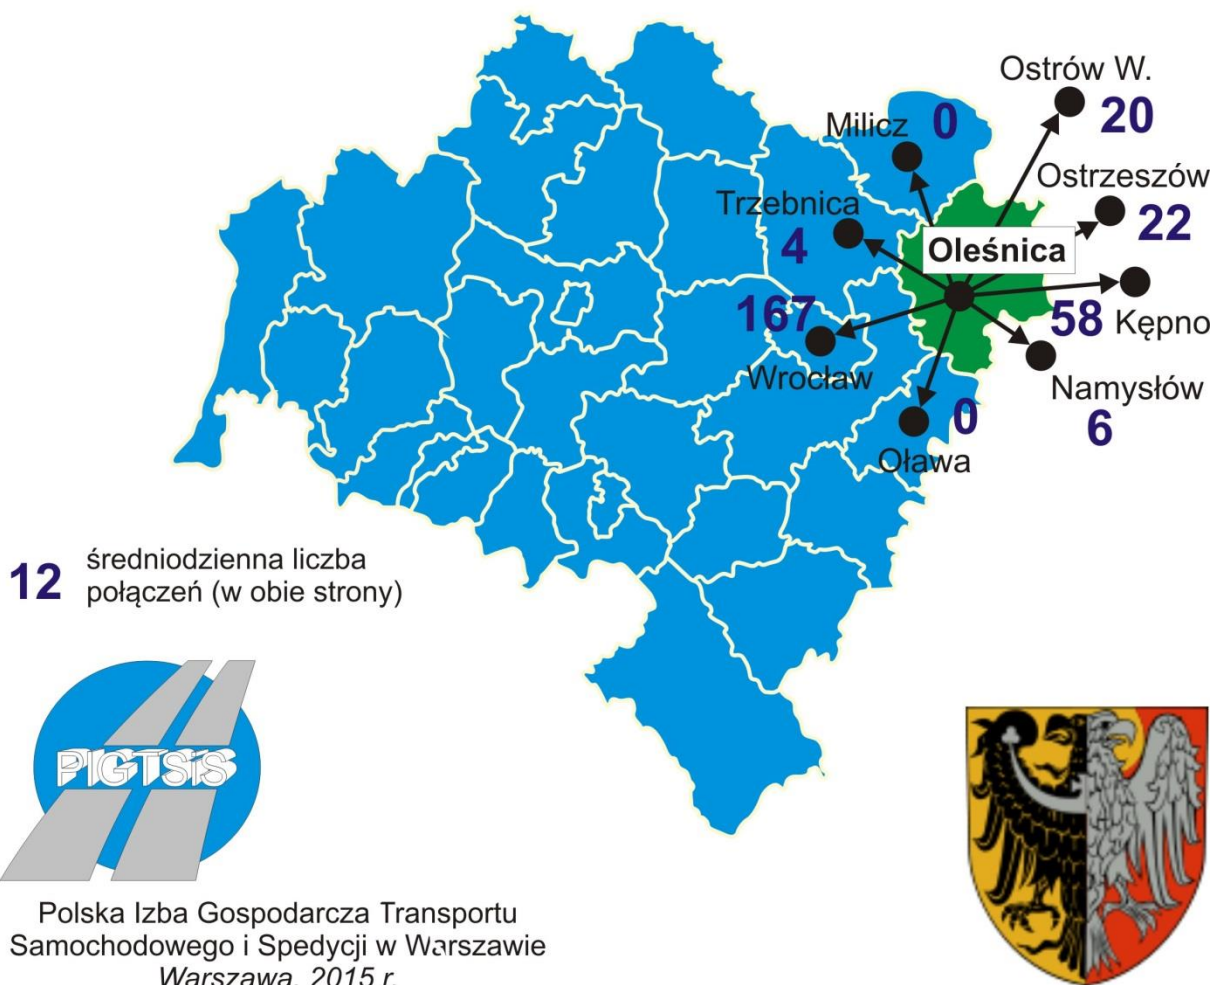 Ostrów W.
20
Milicz 0
Ostrzeszów
22
Trzebnica
4
Oleśnica
167
58 Kępno
Wrocław
Namysłów
6
0
Oława
12 średniodzienna liczba
połączeń (w obie strony)
PIGTSiS
Polska Izba Gospodarcza Transportu
Samochodowego i Spedycji w Warszawie
Warszawa, 2015 r.